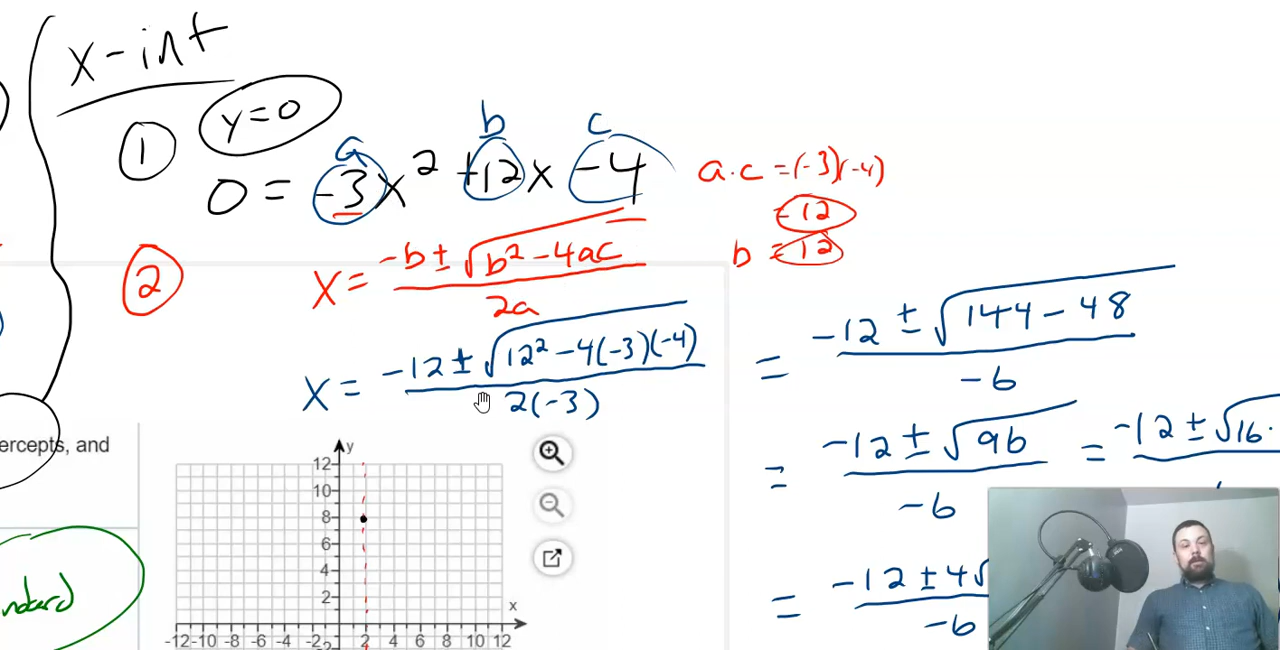 x-int
① y=0
a b c
0 = -3x² +12x -4
a·c = (-3)(-4)
= 12
b = 12
② x = (-b ± √(b² - 4ac)) / 2a
x = (-12 ± √(12² - 4(-3)(-4))) / 2(-3)
= (-12 ± √(144 - 48)) / -6
= (-12 ± √96) / -6 = -12 ± √16·
= (-12 ± 4√ / -6
ercepts, and
ndard
y
12
10
8
6
4
2
x
-12 -10 -8 -6 -4 -2 2 4 6 8 10 12